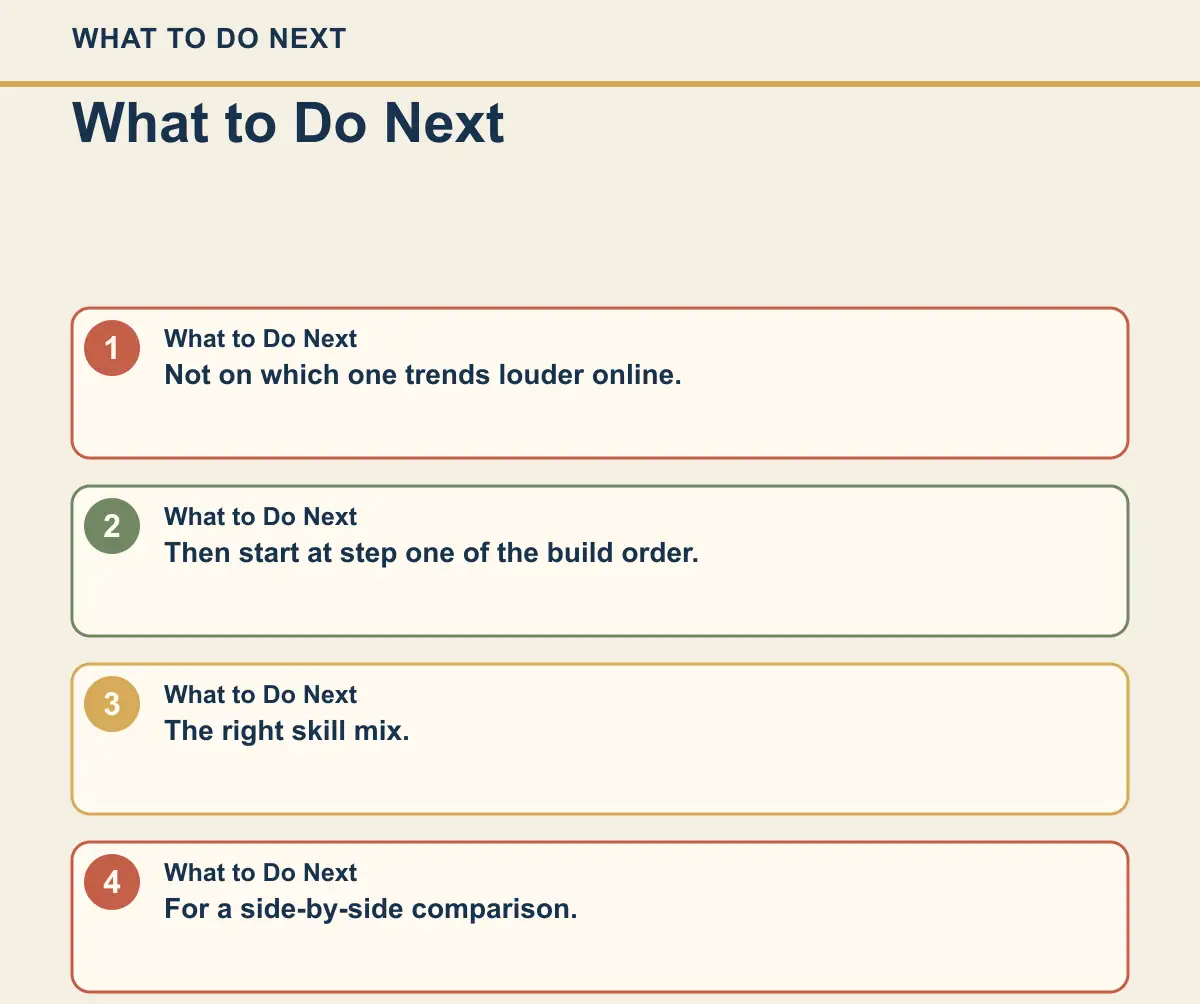 WHAT TO DO NEXT
What to Do Next
1
What to Do Next
Not on which one trends louder online.
2
What to Do Next
Then start at step one of the build order.
3
What to Do Next
The right skill mix.
4
What to Do Next
For a side-by-side comparison.